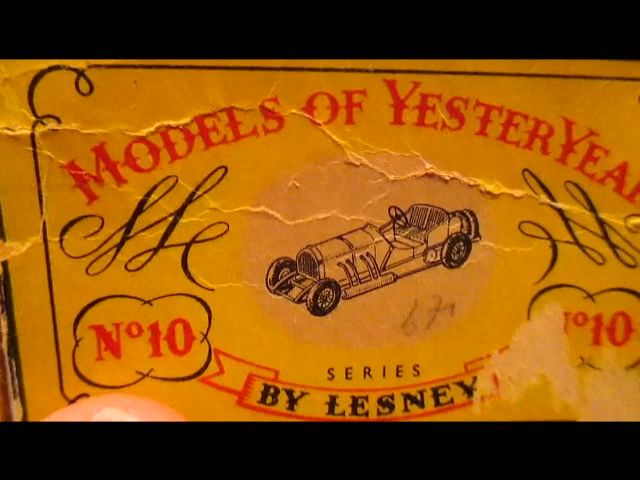 MODELS OF YESTERYEA
Nº10
Nº10
SERIES
BY LESNEY